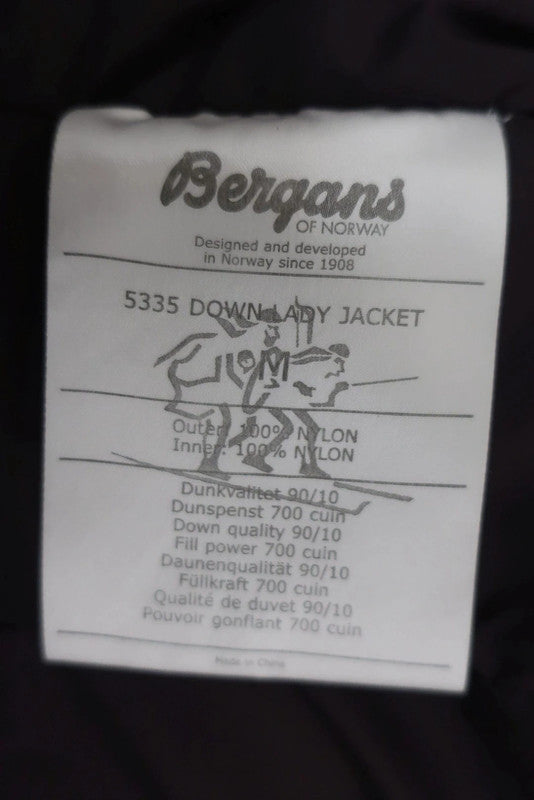 Bergans
OF NORWAY
Designed and developed
in Norway since 1908
5335 DOWN LADY JACKET
M
Outer: 100% NYLON
Inner: 100% NYLON
Dunkvalitet 90/10
Dunspenst 700 cuin
Down quality 90/10
Fill power 700 cuin
Daunenqualität 90/10
Füllkraft 700 cuin
Qualité de duvet 90/10
Pouvoir gonflant 700 cuin
Made in China